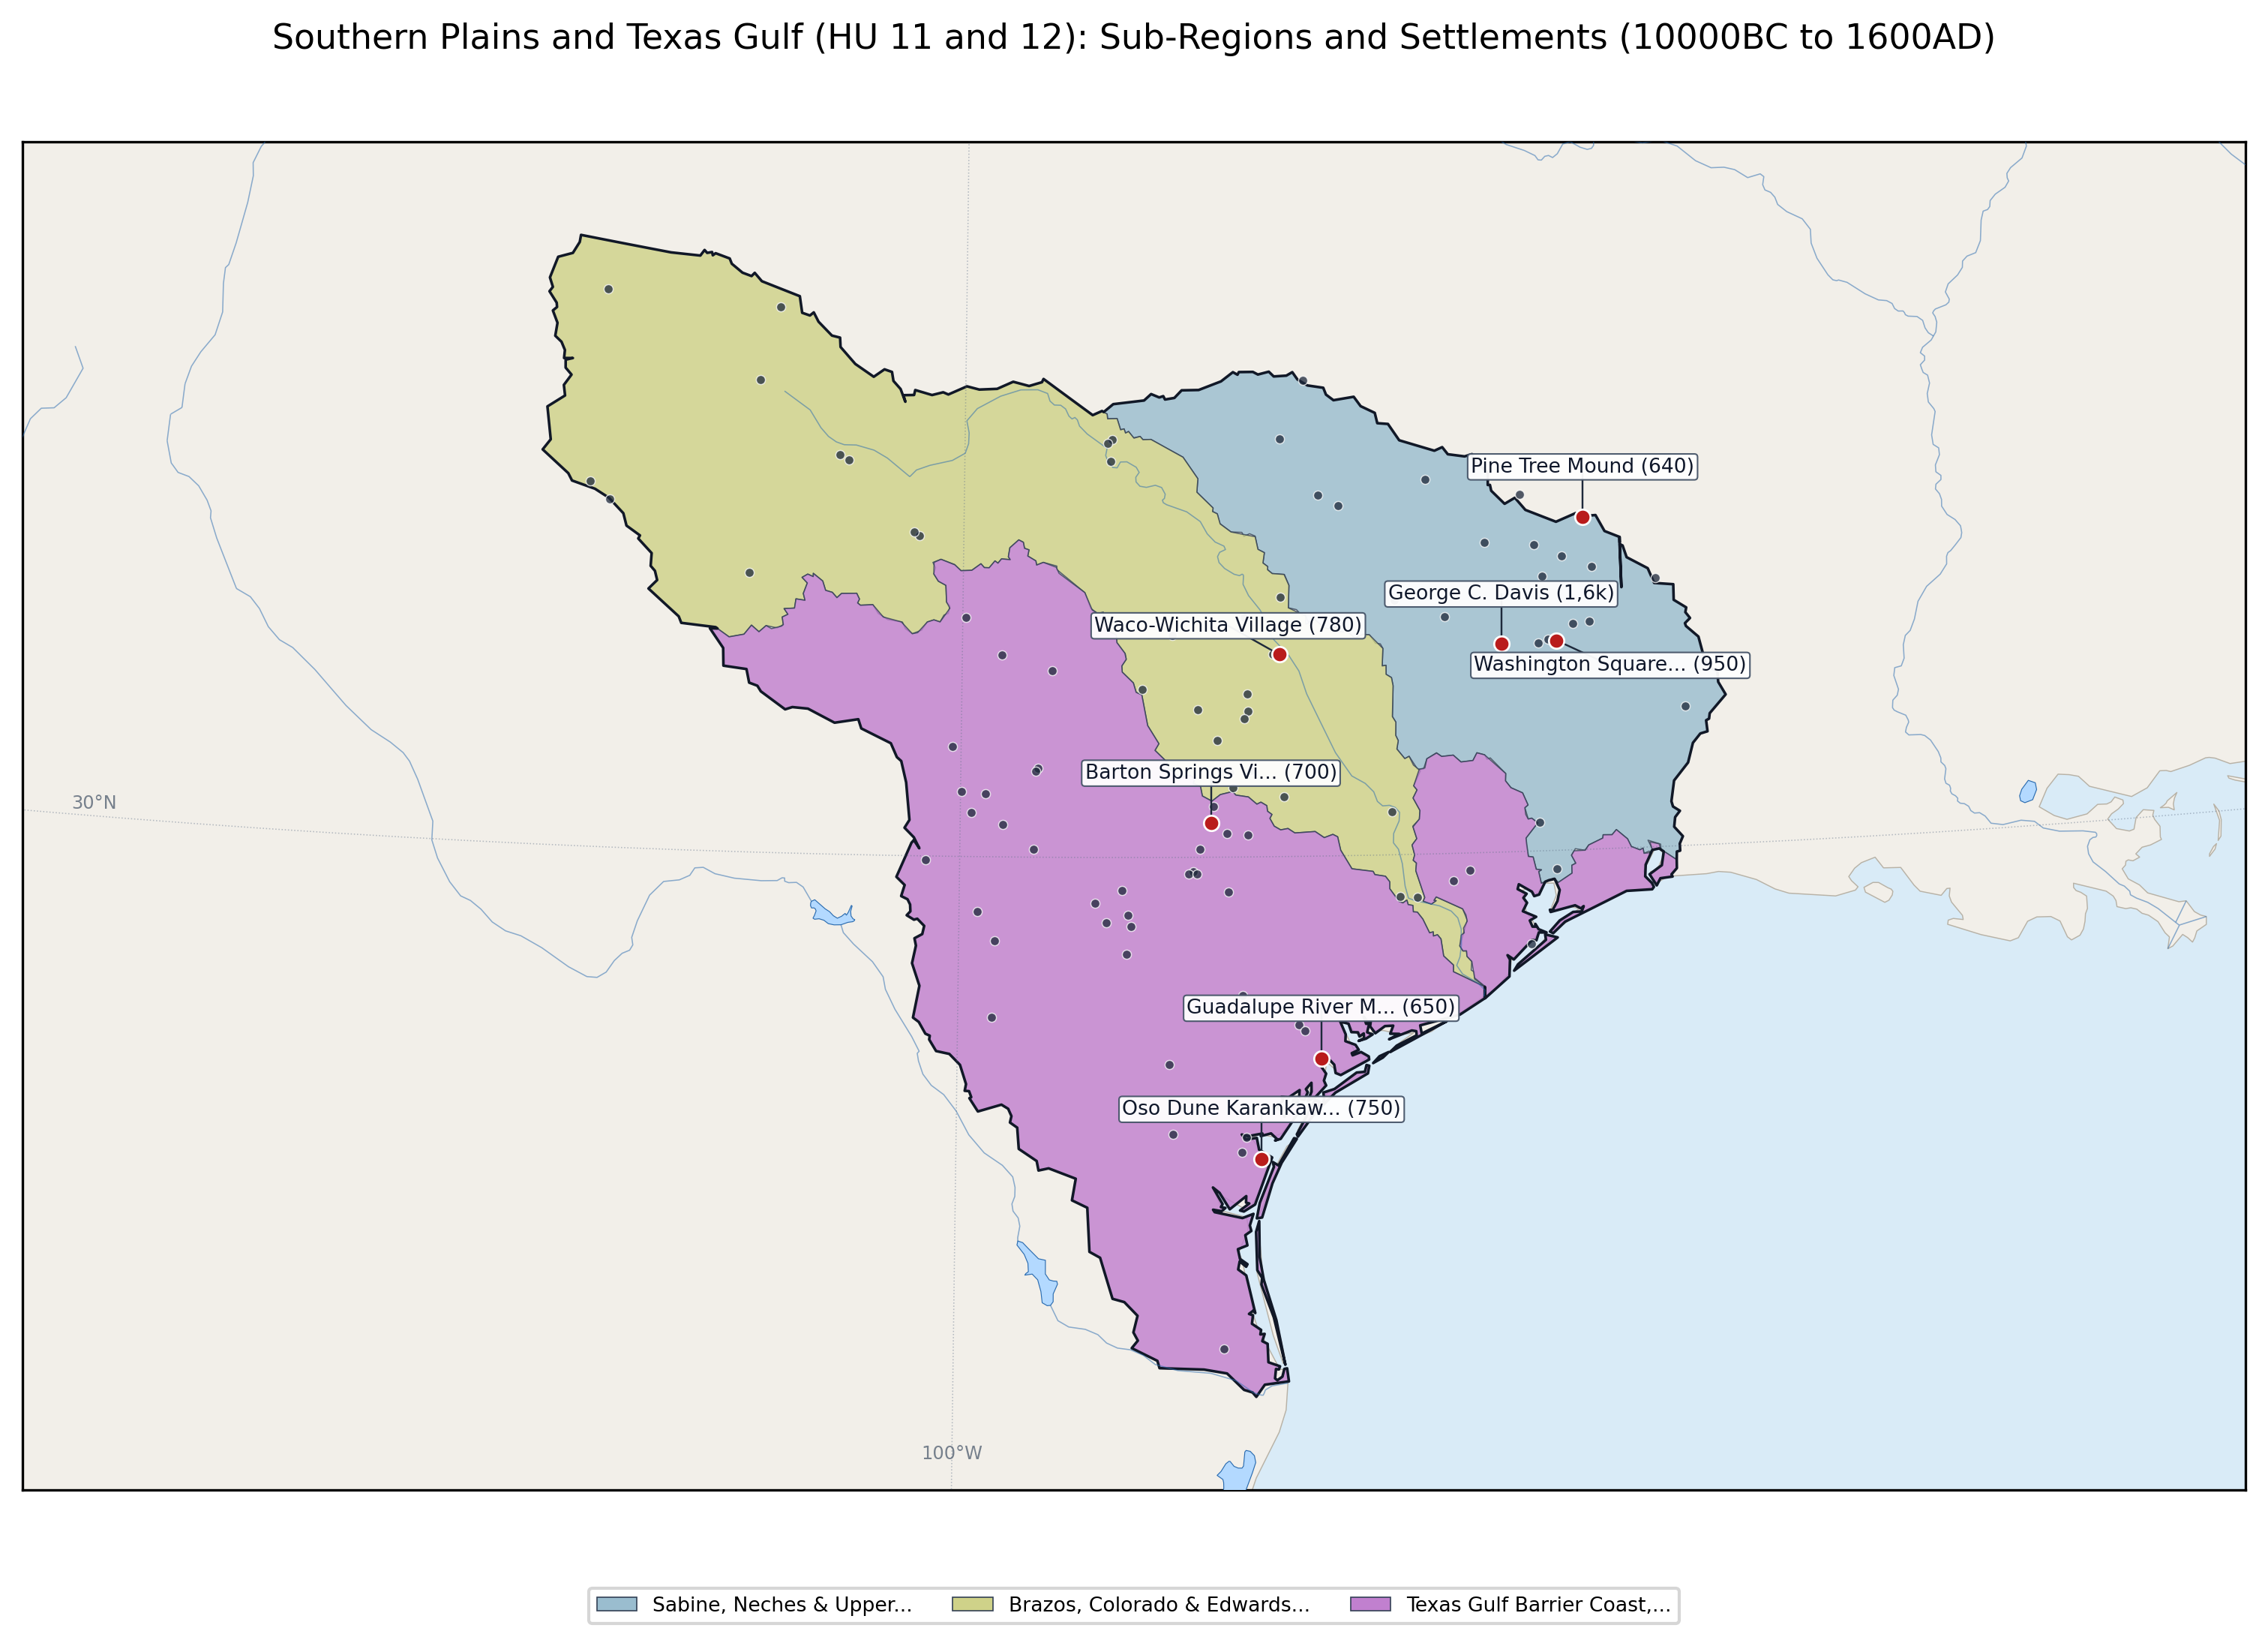 Southern Plains and Texas Gulf (HU 11 and 12): Sub-Regions and Settlements (10000BC to 1600AD)
Pine Tree Mound (640)
George C. Davis (1,6k)
Waco-Wichita Village (780)
Washington Square... (950)
Barton Springs Vi... (700)
30°N
Guadalupe River M... (650)
Oso Dune Karankaw... (750)
100°W
Sabine, Neches & Upper...
Brazos, Colorado & Edwards...
Texas Gulf Barrier Coast,...